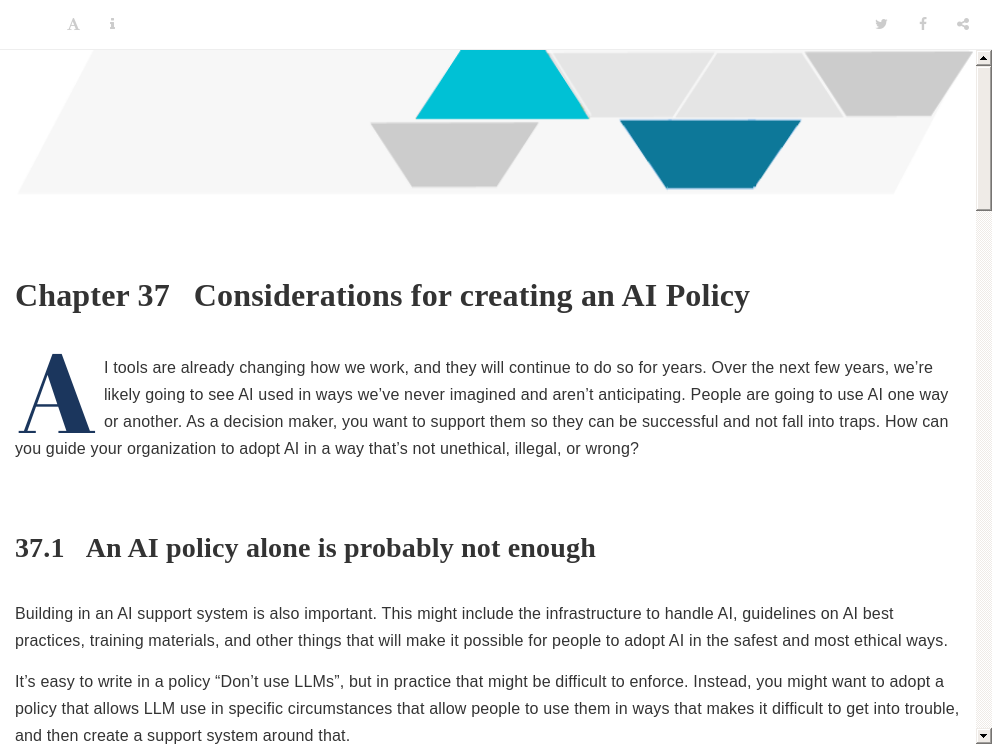 Chapter 37 Considerations for creating an AI Policy
AI tools are already changing how we work, and they will continue to do so for years. Over the next few years, we’re
likely going to see AI used in ways we’ve never imagined and aren’t anticipating. People are going to use AI one way
or another. As a decision maker, you want to support them so they can be successful and not fall into traps. How can
you guide your organization to adopt AI in a way that’s not unethical, illegal, or wrong?
37.1 An AI policy alone is probably not enough
Building in an AI support system is also important. This might include the infrastructure to handle AI, guidelines on AI best
practices, training materials, and other things that will make it possible for people to adopt AI in the safest and most ethical ways.
It’s easy to write in a policy “Don’t use LLMs”, but in practice that might be difficult to enforce. Instead, you might want to adopt a
policy that allows LLM use in specific circumstances that allow people to use them in ways that makes it difficult to get into trouble,
and then create a support system around that.